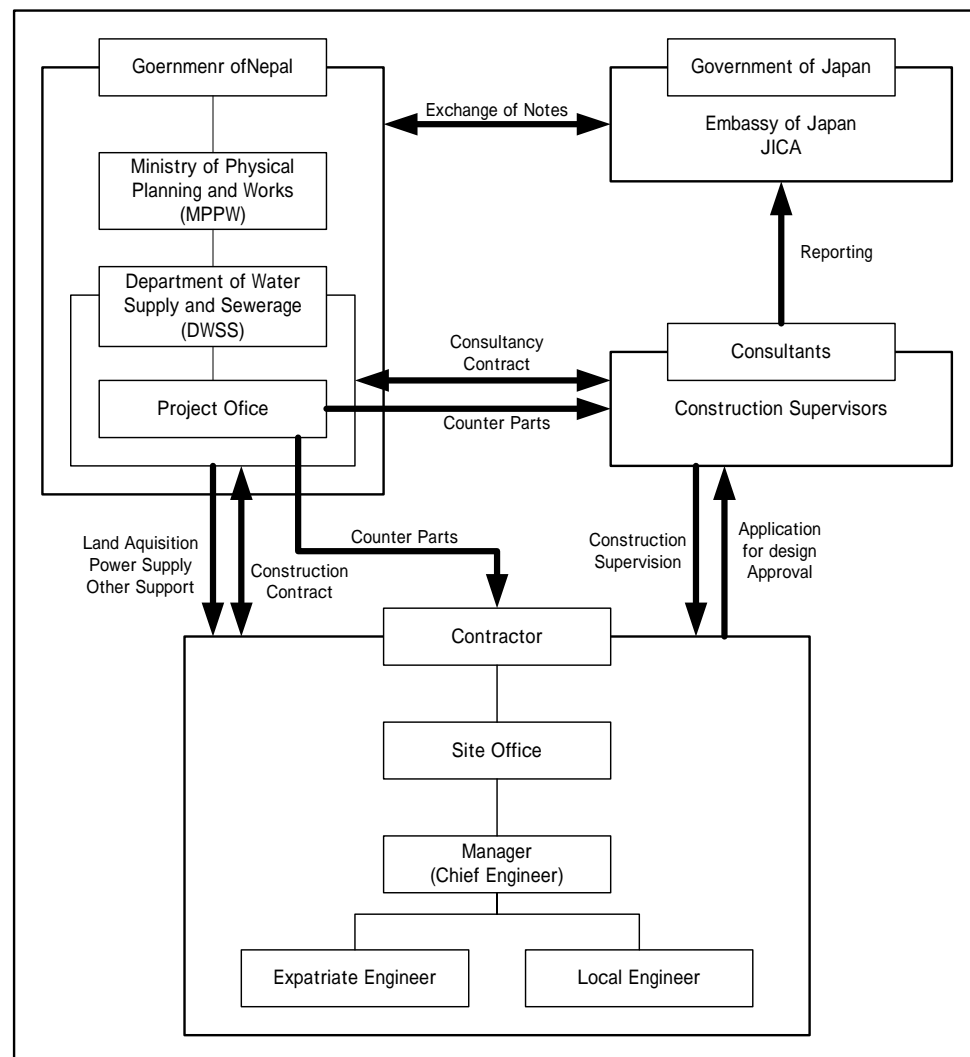 Goernmenr ofNepal
Government of Japan
Exchange of Notes
Embassy of Japan
JICA
Ministry of Physical
Planning and Works
(MPPW)
Reporting
Department of Water
Supply and Sewerage
(DWSS)
Consultancy
Contract
Consultants
Project Ofice
Counter Parts
Construction Supervisors
Land Aquisition
Power Supply
Other Support
Construction
Contract
Counter Parts
Construction
Supervision
Application
for design
Approval
Contractor
Site Office
Manager
(Chief Engineer)
Expatriate Engineer
Local Engineer